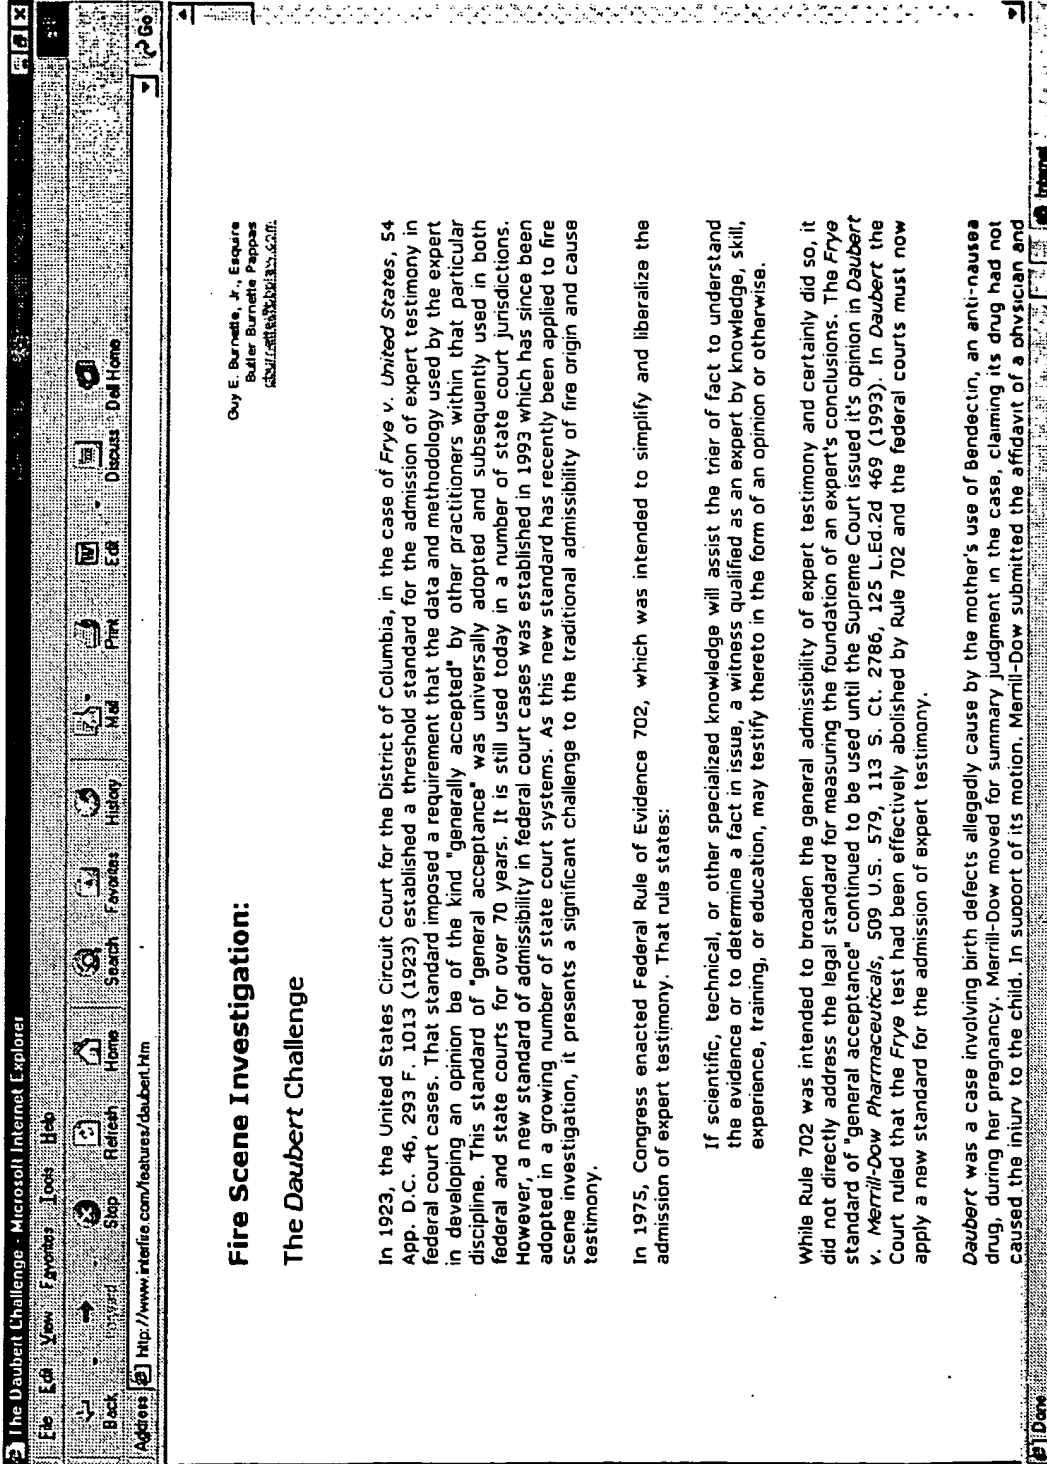 The Daubert Challenge - Microsoft Internet Explorer
File Edit View Favorites Tools Help
Back Forward Stop Refresh Home Search Favorites History Mail Print Edit Discuss Dell Home
Address http://www.interfire.com/features/daubert.htm Go
Guy E. Burnette, Jr., Esquire
Butler Burnette Pappas
Fire Scene Investigation:
The Daubert Challenge
In 1923, the United States Circuit Court for the District of Columbia, in the case of Frye v. United States, 54
App. D.C. 46, 293 F. 1013 (1923) established a threshold standard for the admission of expert testimony in
federal court cases. That standard imposed a requirement that the data and methodology used by the expert
in developing an opinion be of the kind "generally accepted" by other practitioners within that particular
discipline. This standard of "general acceptance" was universally adopted and subsequently used in both
federal and state courts for over 70 years. It is still used today in a number of state court jurisdictions.
However, a new standard of admissibility in federal court cases was established in 1993 which has since been
adopted in a growing number of state court systems. As this new standard has recently been applied to fire
scene investigation, it presents a significant challenge to the traditional admissibility of fire origin and cause
testimony.
In 1975, Congress enacted Federal Rule of Evidence 702, which was intended to simplify and liberalize the
admission of expert testimony. That rule states:
If scientific, technical, or other specialized knowledge will assist the trier of fact to understand
the evidence or to determine a fact in issue, a witness qualified as an expert by knowledge, skill,
experience, training, or education, may testify thereto in the form of an opinion or otherwise.
While Rule 702 was intended to broaden the general admissibility of expert testimony and certainly did so, it
did not directly address the legal standard for measuring the foundation of an expert's conclusions. The Frye
standard of "general acceptance" continued to be used until the Supreme Court issued it's opinion in Daubert
v. Merrill-Dow Pharmaceuticals, 509 U.S. 579, 113 S. Ct. 2786, 125 L.Ed.2d 469 (1993). In Daubert the
Court ruled that the Frye test had been effectively abolished by Rule 702 and the federal courts must now
apply a new standard for the admission of expert testimony.
Daubert was a case involving birth defects allegedly cause by the mother's use of Bendectin, an anti-nausea
drug, during her pregnancy. Merrill-Dow moved for summary judgment in the case, claiming its drug had not
caused the injury to the child. In support of its motion, Merrill-Dow submitted the affidavit of a physician and
Done Internet